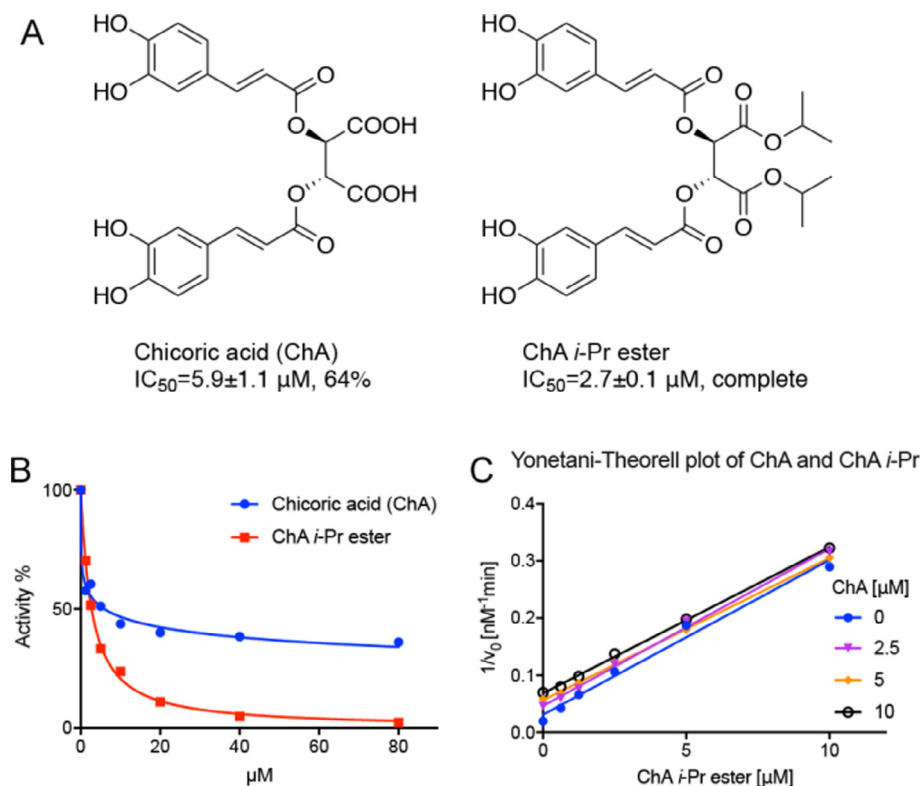 A
HO
HO
O
O
O
O
COOH
COOH
HO
HO
Chicoric acid (ChA)
IC50=5.9±1.1 μM, 64%
HO
HO
O
O
O
O
O
O
O
O
HO
HO
ChA i-Pr ester
IC50=2.7±0.1 μM, complete
B
Activity %
100
50
0
0 20 40 60 80
μM
Chicoric acid (ChA)
ChA i-Pr ester
C
Yonetani-Theorell plot of ChA and ChA i-Pr
1/v0 [nM-1min]
0.4
0.3
0.2
0.1
0.0
0 5 10
ChA i-Pr ester [μM]
ChA [μM]
0
2.5
5
10